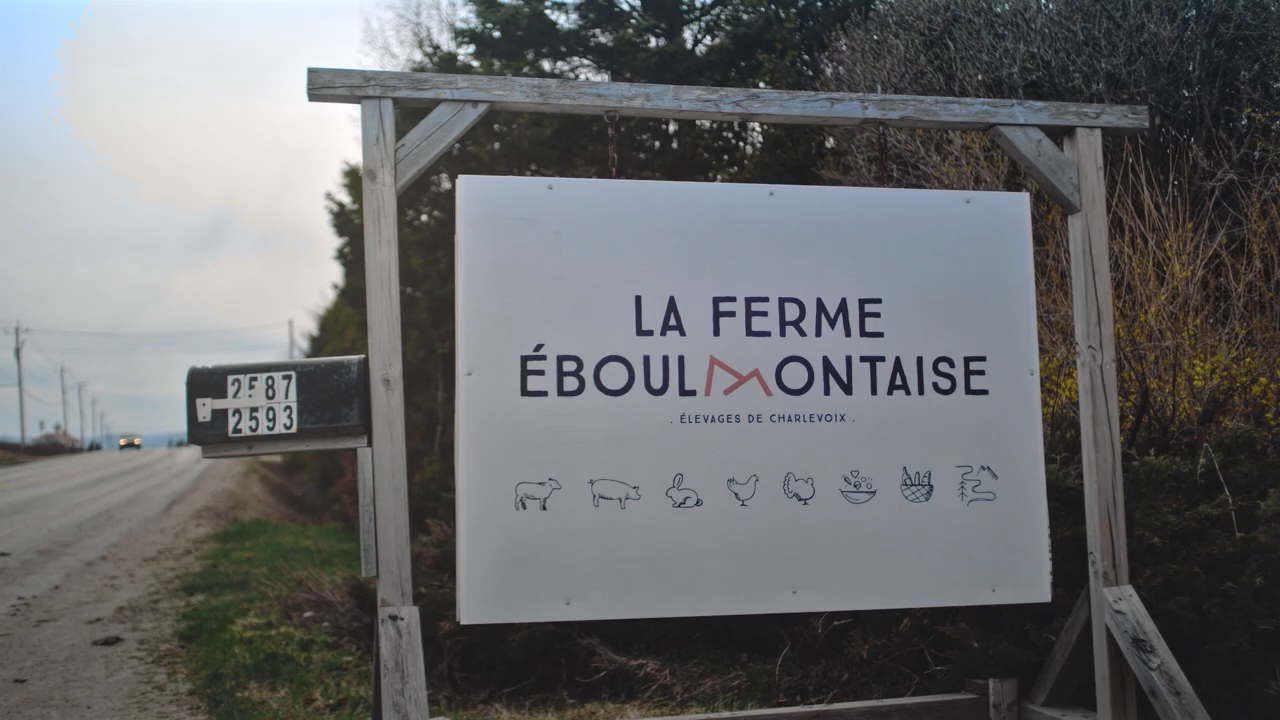 LA FERME
ÉBOULMONTAISE
. ÉLEVAGES DE CHARLEVOIX .
2587
2593